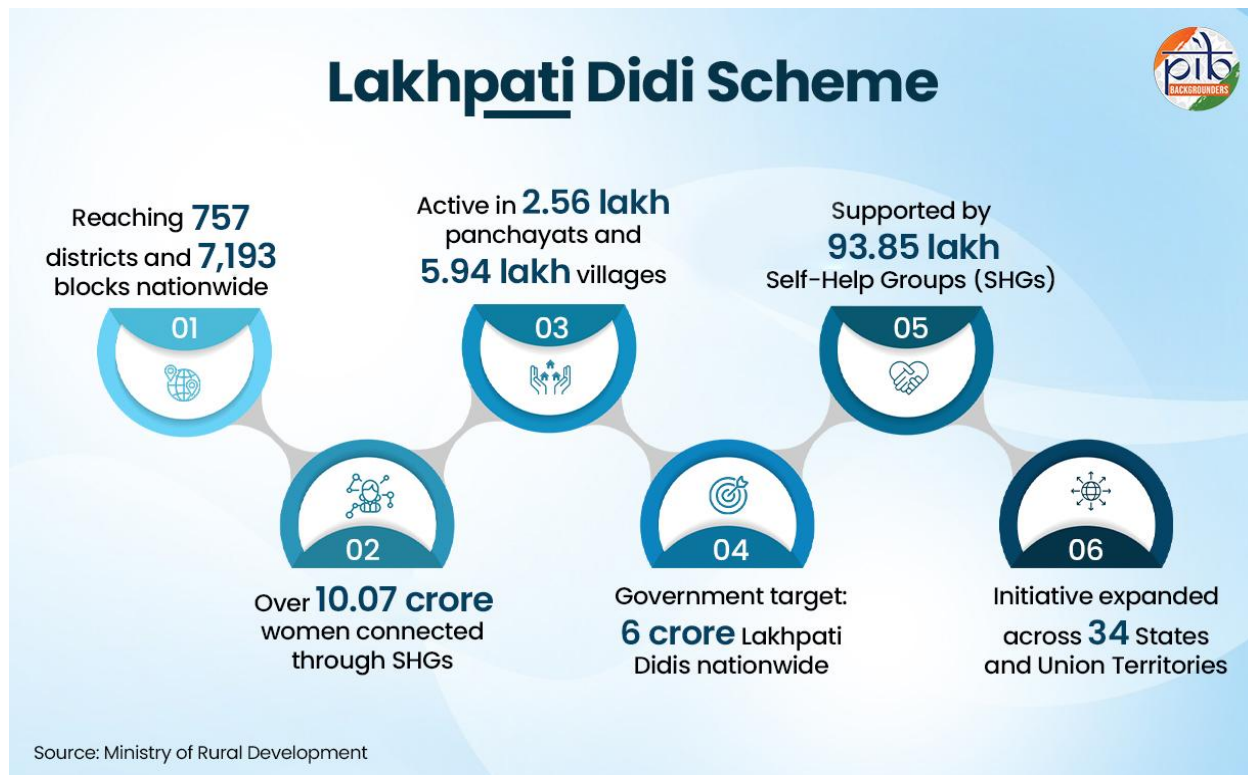 Lakhpati Didi Scheme
pib
BACKGROUNDERS
Reaching 757
districts and 7,193
blocks nationwide
01
02
Over 10.07 crore
women connected
through SHGs
Active in 2.56 lakh
panchayats and
5.94 lakh villages
03
04
Government target:
6 crore Lakhpati
Didis nationwide
Supported by
93.85 lakh
Self-Help Groups (SHGs)
05
06
Initiative expanded
across 34 States
and Union Territories
Source: Ministry of Rural Development